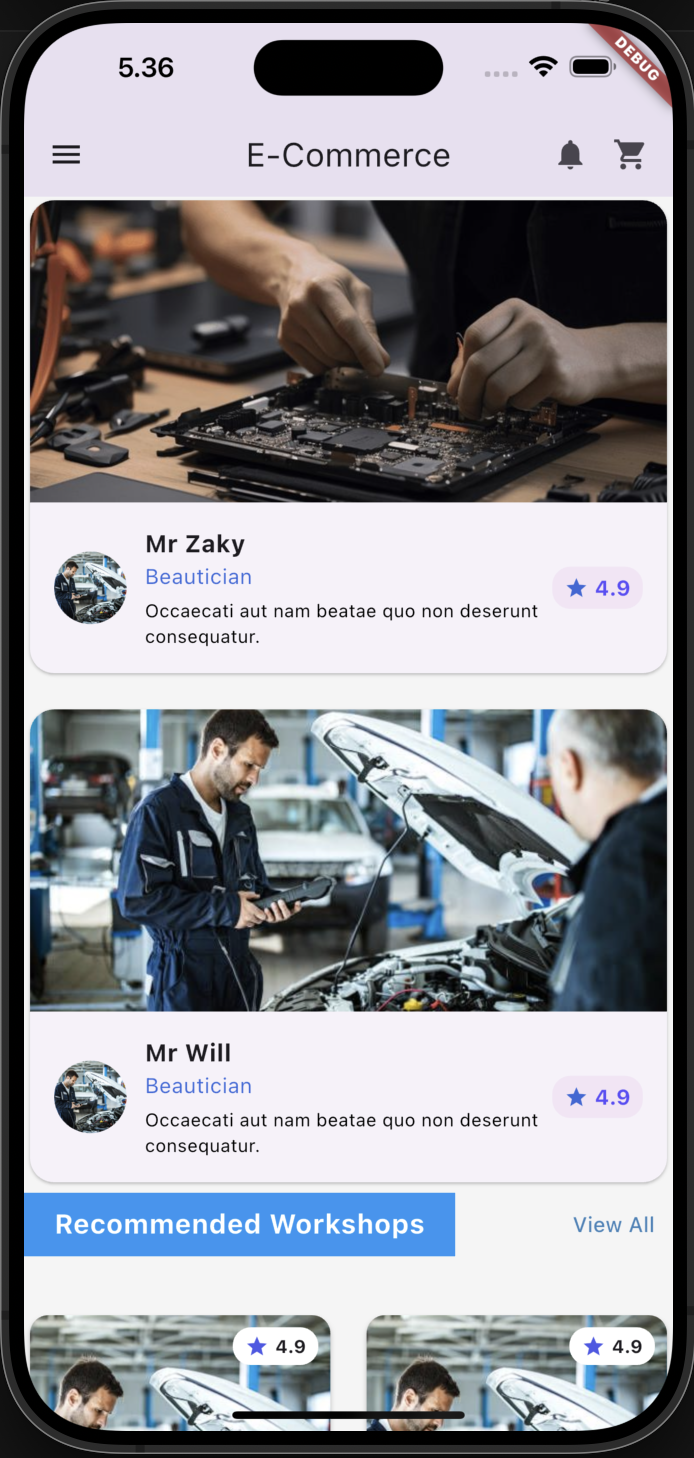 5.36
DEBUG
E-Commerce
Mr Zaky
Beautician
Occaecati aut nam beatae quo non deserunt
consequatur.
4.9
Mr Will
Beautician
Occaecati aut nam beatae quo non deserunt
consequatur.
4.9
Recommended Workshops
View All
4.9
4.9